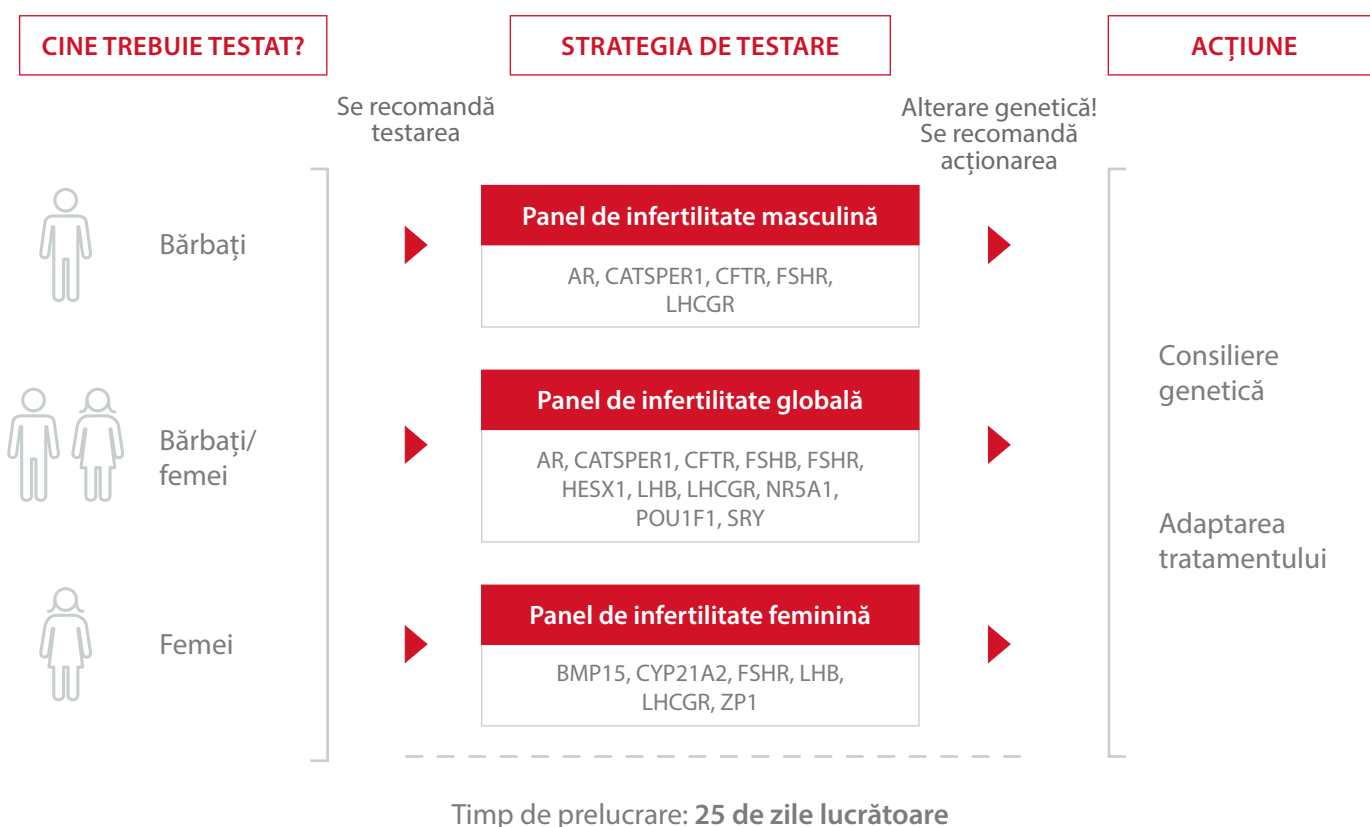 CINE TREBUIE TESTAT?
STRATEGIA DE TESTARE
ACȚIUNE
Se recomandă
testarea
Alterare genetică!
Se recomandă
acționarea
Bărbați
Panel de infertilitate masculină
AR, CATSPER1, CFTR, FSHR,
LHCGR
Bărbați/
femei
Panel de infertilitate globală
AR, CATSPER1, CFTR, FSHB, FSHR,
HESX1, LHB, LHCGR, NR5A1,
POU1F1, SRY
Femei
Panel de infertilitate feminină
BMP15, CYP21A2, FSHR, LHB,
LHCGR, ZP1
Consiliere
genetică
Adaptarea
tratamentului
Timp de prelucrare: 25 de zile lucrătoare